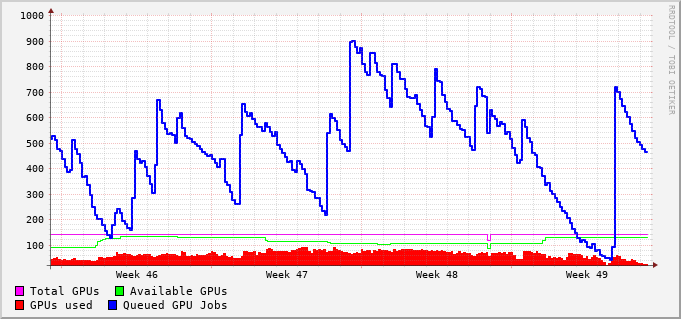 1000
900
800
700
600
500
400
300
200
100
Week 46 Week 47 Week 48 Week 49
Total GPUs Available GPUs
GPUs used Queued GPU Jobs
RRDTOOL / TOBI OETIKER